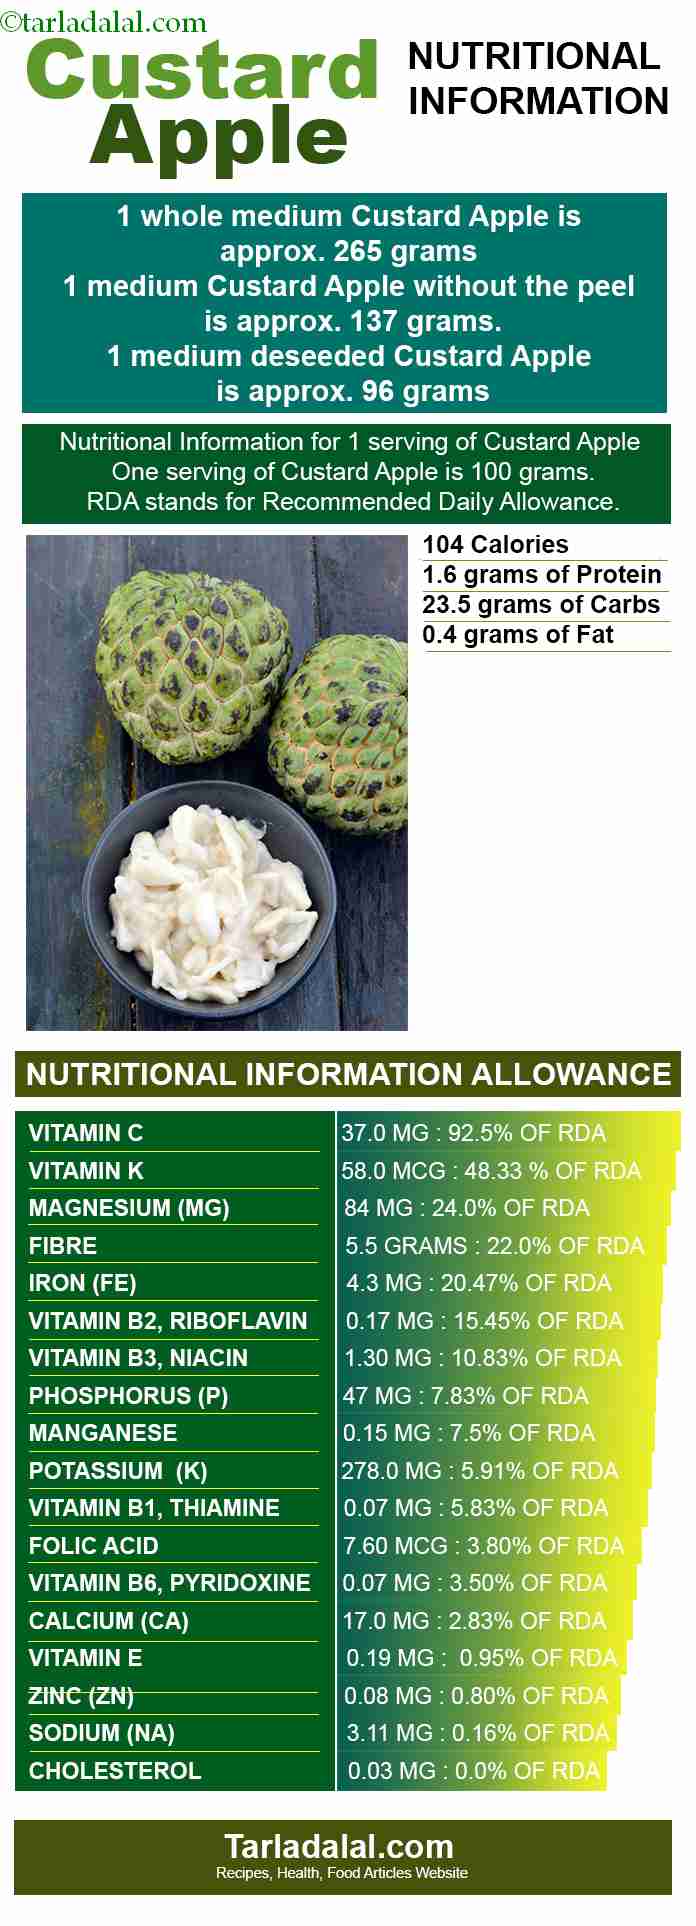 ©tarladalal.com
Custard
Apple
NUTRITIONAL
INFORMATION
1 whole medium Custard Apple is
approx. 265 grams
1 medium Custard Apple without the peel
is approx. 137 grams.
1 medium deseeded Custard Apple
is approx. 96 grams
Nutritional Information for 1 serving of Custard Apple
One serving of Custard Apple is 100 grams.
RDA stands for Recommended Daily Allowance.
104 Calories
1.6 grams of Protein
23.5 grams of Carbs
0.4 grams of Fat
NUTRITIONAL INFORMATION ALLOWANCE
VITAMIN C 37.0 MG : 92.5% OF RDA
VITAMIN K 58.0 MCG : 48.33 % OF RDA
MAGNESIUM (MG) 84 MG : 24.0% OF RDA
FIBRE 5.5 GRAMS : 22.0% OF RDA
IRON (FE) 4.3 MG : 20.47% OF RDA
VITAMIN B2, RIBOFLAVIN 0.17 MG : 15.45% OF RDA
VITAMIN B3, NIACIN 1.30 MG : 10.83% OF RDA
PHOSPHORUS (P) 47 MG : 7.83% OF RDA
MANGANESE 0.15 MG : 7.5% OF RDA
POTASSIUM (K) 278.0 MG : 5.91% OF RDA
VITAMIN B1, THIAMINE 0.07 MG : 5.83% OF RDA
FOLIC ACID 7.60 MCG : 3.80% OF RDA
VITAMIN B6, PYRIDOXINE 0.07 MG : 3.50% OF RDA
CALCIUM (CA) 17.0 MG : 2.83% OF RDA
VITAMIN E 0.19 MG : 0.95% OF RDA
ZINC (ZN) 0.08 MG : 0.80% OF RDA
SODIUM (NA) 3.11 MG : 0.16% OF RDA
CHOLESTEROL 0.03 MG : 0.0% OF RDA
Tarladalal.com
Recipes, Health, Food Articles Website